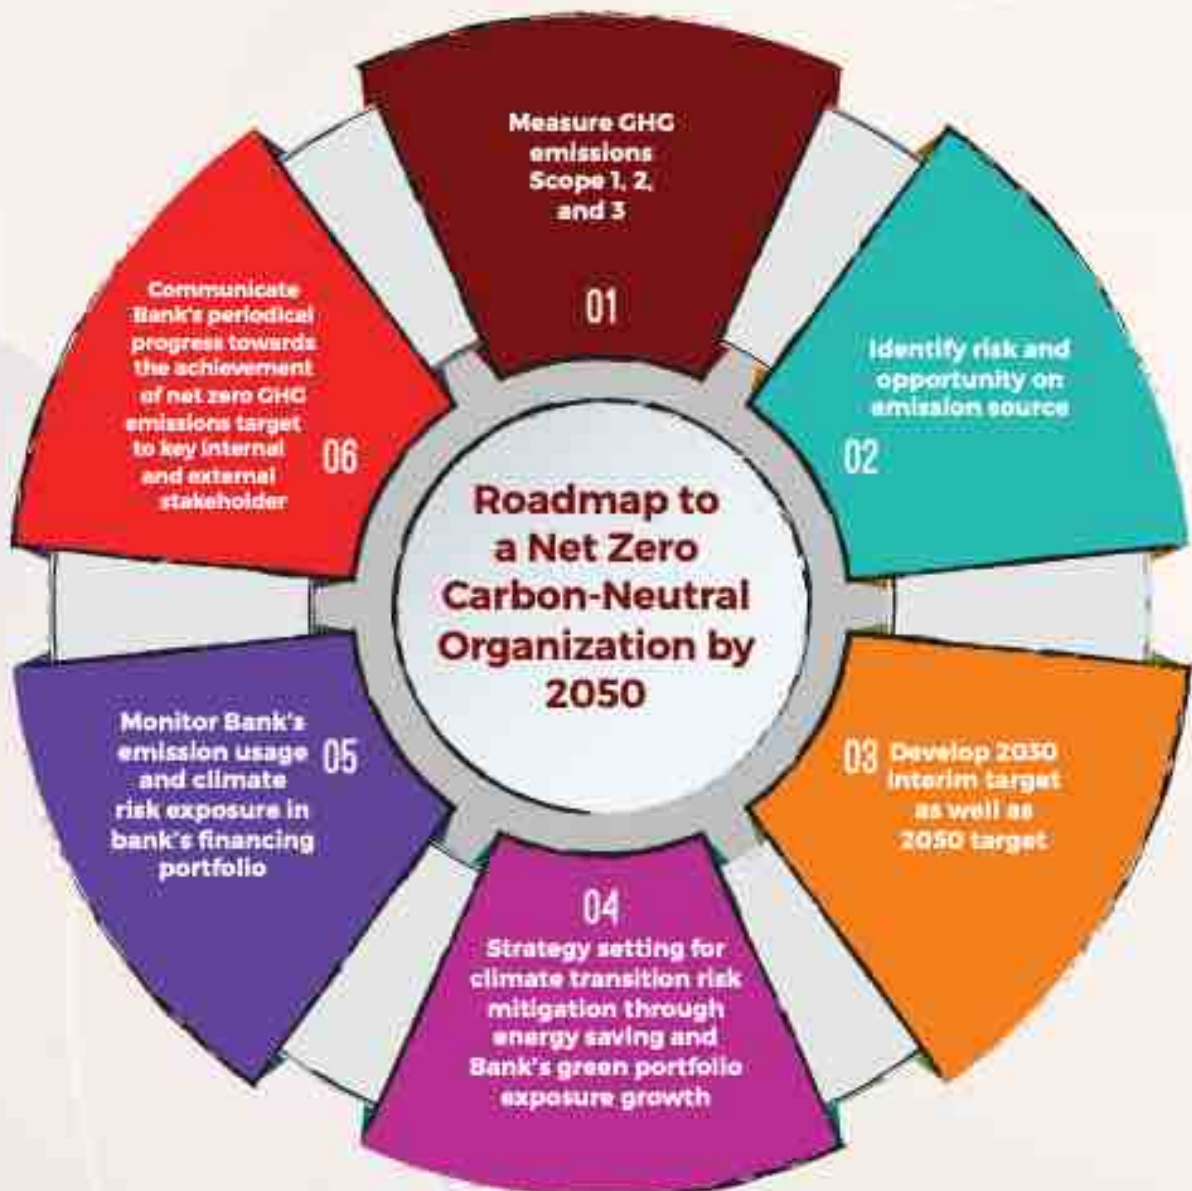 Measure GHG
emissions
Scope 1, 2,
and 3
01
Identify risk and
opportunity on
emission source
02
03
Develop 2030
interim target
as well as
2050 target
04
Strategy setting for
climate transition risk
mitigation through
energy saving and
Bank's green portfolio
exposure growth
Monitor Bank's
emission usage
and climate
risk exposure in
bank's financing
portfolio
05
Communicate
Bank's periodical
progress towards
the achievement
of net zero GHG
emissions target
to key internal
and external
stakeholder
06
Roadmap to
a Net Zero
Carbon-Neutral
Organization by
2050